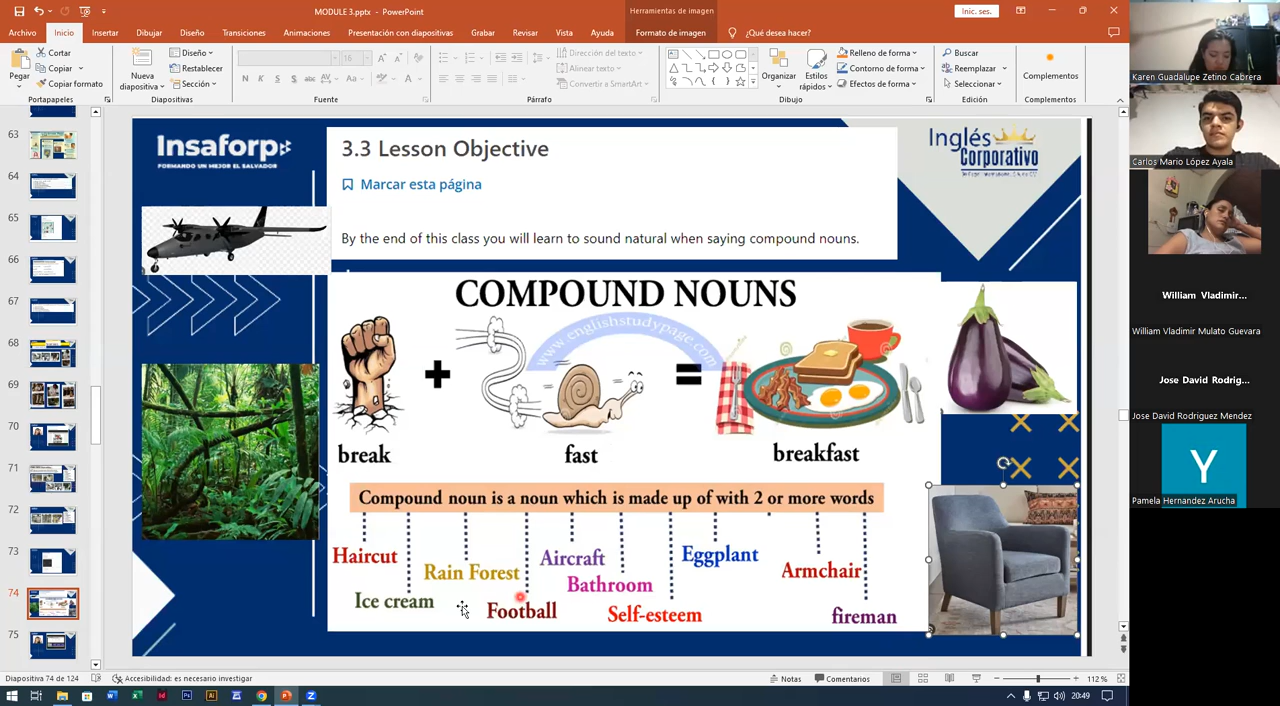 MODULE 3.pptx - PowerPoint
Herramientas de imagen
Inic. ses.
Archivo Inicio Insertar Dibujar Diseño Transiciones Animaciones Presentación con diapositivas Grabar Revisar Vista Ayuda Formato de imagen ¿Qué desea hacer?
Pegar
Cortar
Copiar
Copiar formato
Portapapeles
Nueva diapositiva
Diseño
Restablecer
Sección
Diapositivas
16
N K S S abc AV Aa A
Fuente
Dirección del texto
Alinear texto
Convertir a SmartArt
Párrafo
Organizar
Estilos rápidos
Relleno de forma
Contorno de forma
Efectos de forma
Dibujo
Buscar
Reemplazar
Seleccionar
Edición
Complementos
Complementos
63
64
65
66
67
68
69
70
71
72
73
74
75
Insaforp
FORMANDO UN MEJOR EL SALVADOR
3.3 Lesson Objective
Marcar esta página
By the end of this class you will learn to sound natural when saying compound nouns.
Inglés
Corporativo
COMPOUND NOUNS
www.englishstudypage.com
+ =
break fast breakfast
Compound noun is a noun which is made up of with 2 or more words
Haircut
Ice cream
Rain Forest
Football
Aircraft
Bathroom
Self-esteem
Eggplant
Armchair
fireman
Karen Guadalupe Zetino Cabrera
Carlos Mario López Ayala
William Vladimir...
William Vladimir Mulato Guevara
Jose David Rodrig...
Jose David Rodriguez Mendez
Y
Pamela Hernandez Arucha
Diapositiva 74 de 124
Accesibilidad: es necesario investigar
Notas
Comentarios
112 %
20:49